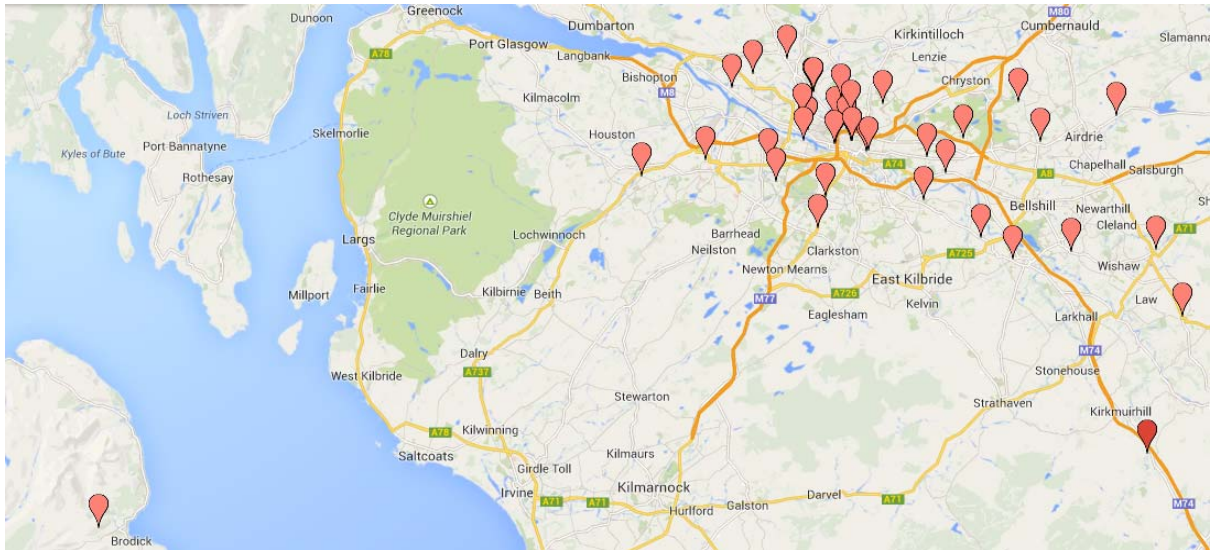 Dunoon
Greenock
Dumbarton
Kirkintilloch
M80
Cumbernauld
Slamanna
A78
Port Glasgow
Langbank
Lenzie
Bishopton
Chryston
Loch Striven
Kilmacolm
M8
Skelmorlie
Houston
Airdrie
Kyles of Bute
Port Bannatyne
A74
A8
Chapelhall
Salsburgh
Rothesay
Clyde Muirshiel
Regional Park
Bellshill
Newarthill
Cleland
A71
Largs
Lochwinnoch
Barrhead
Neilston
Clarkston
A725
Wishaw
Newton Mearns
East Kilbride
Millport
Fairlie
Kilbirnie
Beith
M77
A726
Kelvin
Law
Eaglesham
Larkhall
Dalry
M74
West Kilbride
A737
Stonehouse
Stewarton
Strathaven
Kirkmuirhill
A78
Kilwinning
Saltcoats
Kilmaurs
Girdle Toll
Irvine
Kilmarnock
A71
A71
Galston
Darvel
A71
M74
Hurlford
Brodick